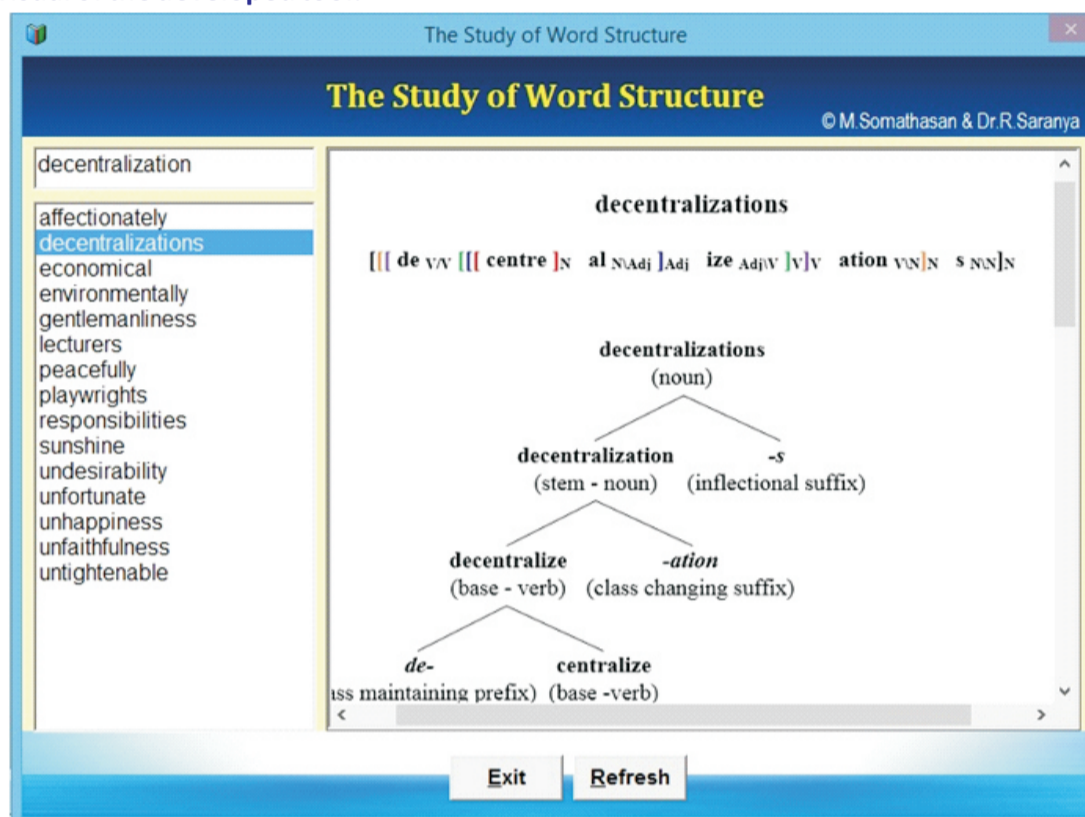 The Study of Word Structure
The Study of Word Structure
© M.Somathasan & Dr.R.Saranya
decentralization
affectionately
decentralizations
economical
environmentally
gentlemanliness
lecturers
peacefully
playwrights
responsibilities
sunshine
undesirability
unfortunate
unhappiness
unfaithfulness
untightenable
decentralizations
[[[ de V/V [[[ centre ]N al N\Adj ]Adj ize Adj\V ]V]V ation V\N]N s N\N]N
decentralizations
(noun)
decentralization -s
(stem - noun) (inflectional suffix)
decentralize -ation
(base - verb) (class changing suffix)
de- centralize
ass maintaining prefix) (base -verb)
Exit Refresh